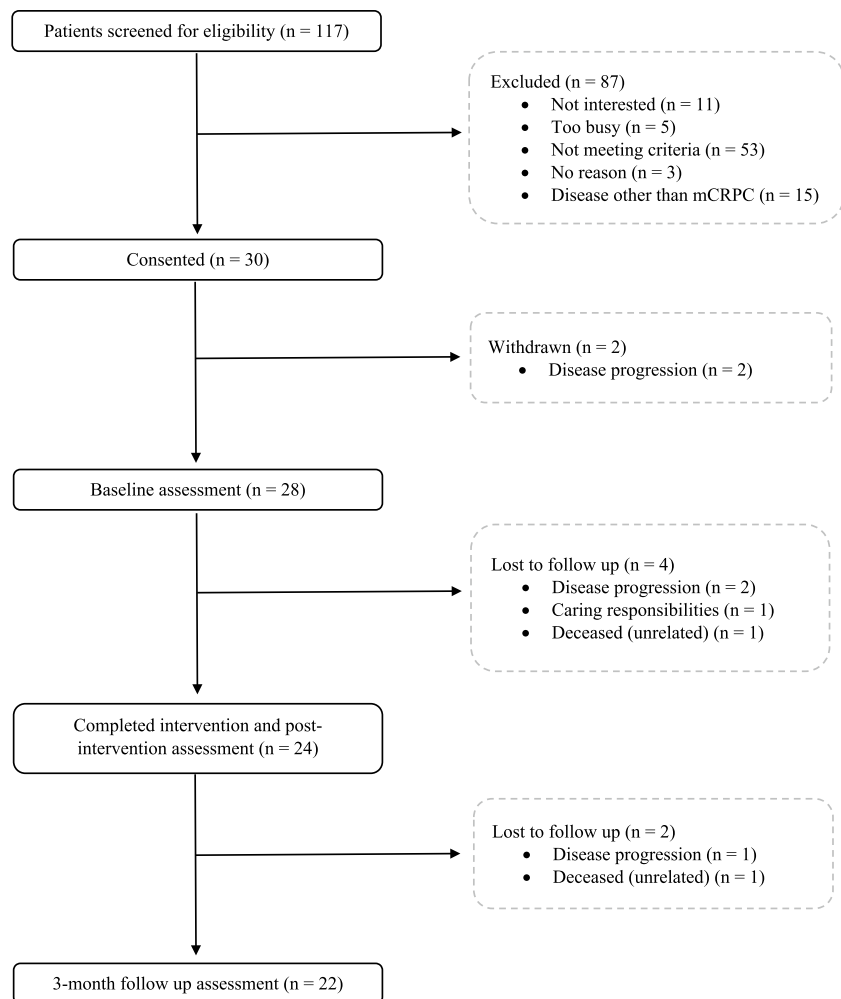 Patients screened for eligibility (n = 117)
Excluded (n = 87)
• Not interested (n = 11)
• Too busy (n = 5)
• Not meeting criteria (n = 53)
• No reason (n = 3)
• Disease other than mCRPC (n = 15)
Consented (n = 30)
Withdrawn (n = 2)
• Disease progression (n = 2)
Baseline assessment (n = 28)
Lost to follow up (n = 4)
• Disease progression (n = 2)
• Caring responsibilities (n = 1)
• Deceased (unrelated) (n = 1)
Completed intervention and post-
intervention assessment (n = 24)
Lost to follow up (n = 2)
• Disease progression (n = 1)
• Deceased (unrelated) (n = 1)
3-month follow up assessment (n = 22)